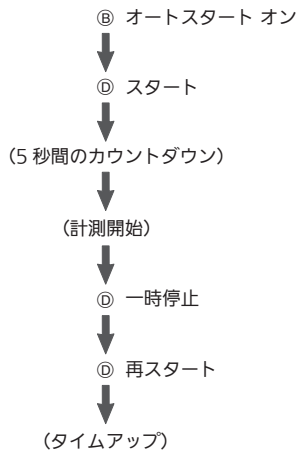 Ⓑ オートスタート オン
Ⓓ スタート
（5 秒間のカウントダウン）
（計測開始）
Ⓓ 一時停止
Ⓓ 再スタート
（タイムアップ）